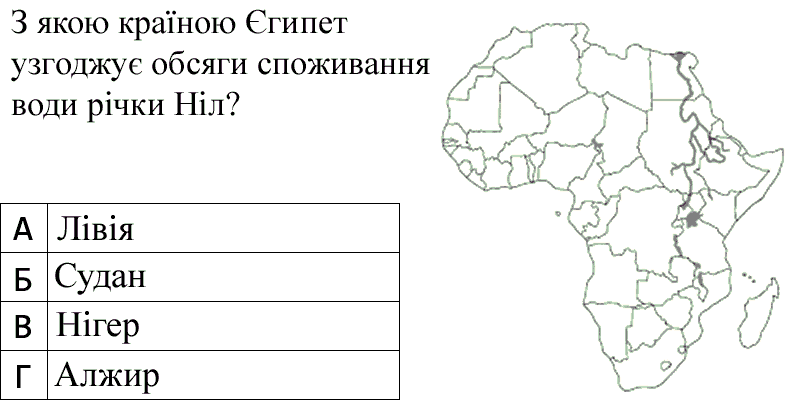 З якою країною Єгипет
узгоджує обсяги споживання
води річки Ніл?
А Лівія
Б Судан
В Нігер
Г Алжир